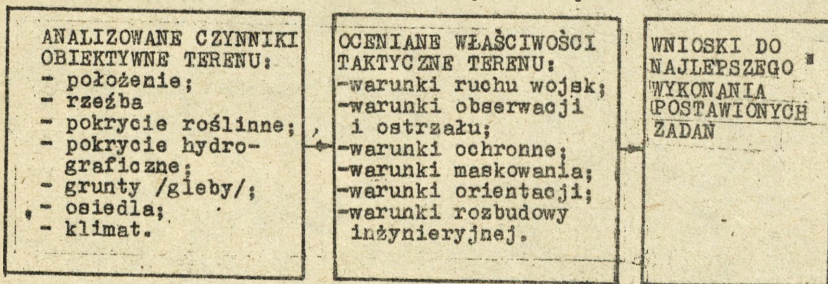 ANALIZOWANE CZYNNIKI
OBIEKTYWNE TERENU:
- położenie;
- rzeźba
- pokrycie roślinne;
- pokrycie hydro-
graficzne;
- grunty /gleby/;
- osiedla;
- klimat.
OCENIANE WŁAŚCIWOŚCI
TAKTYCZNE TERENU:
-warunki ruchu wojsk;
-warunki obserwacji
i ostrzału;
-warunki ochronne;
-warunki maskowania;
-warunki orientacji;
-warunki rozbudowy
inżynieryjnej.
WNIOSKI DO
NAJLEPSZEGO
WYKONANIA
POSTAWIONYCH
ZADAŃ